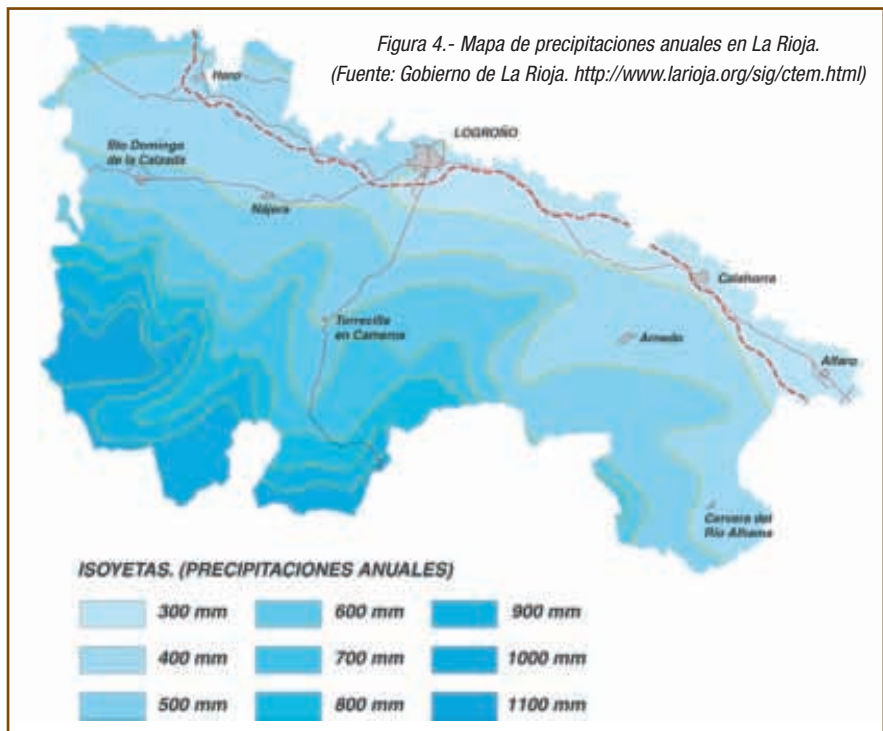 Figura 4.- Mapa de precipitaciones anuales en La Rioja.
(Fuente: Gobierno de La Rioja. http://www.larioja.org/sig/ctem.html)
Haro
LOGROÑO
Sto Domingo
de la Calzada
Nájera
Calahorra
Torrecilla
en Cameros
Arnedo
Alfaro
Cervera del
Río Alhama
ISOYETAS. (PRECIPITACIONES ANUALES)
300 mm
600 mm
900 mm
400 mm
700 mm
1000 mm
500 mm
800 mm
1100 mm